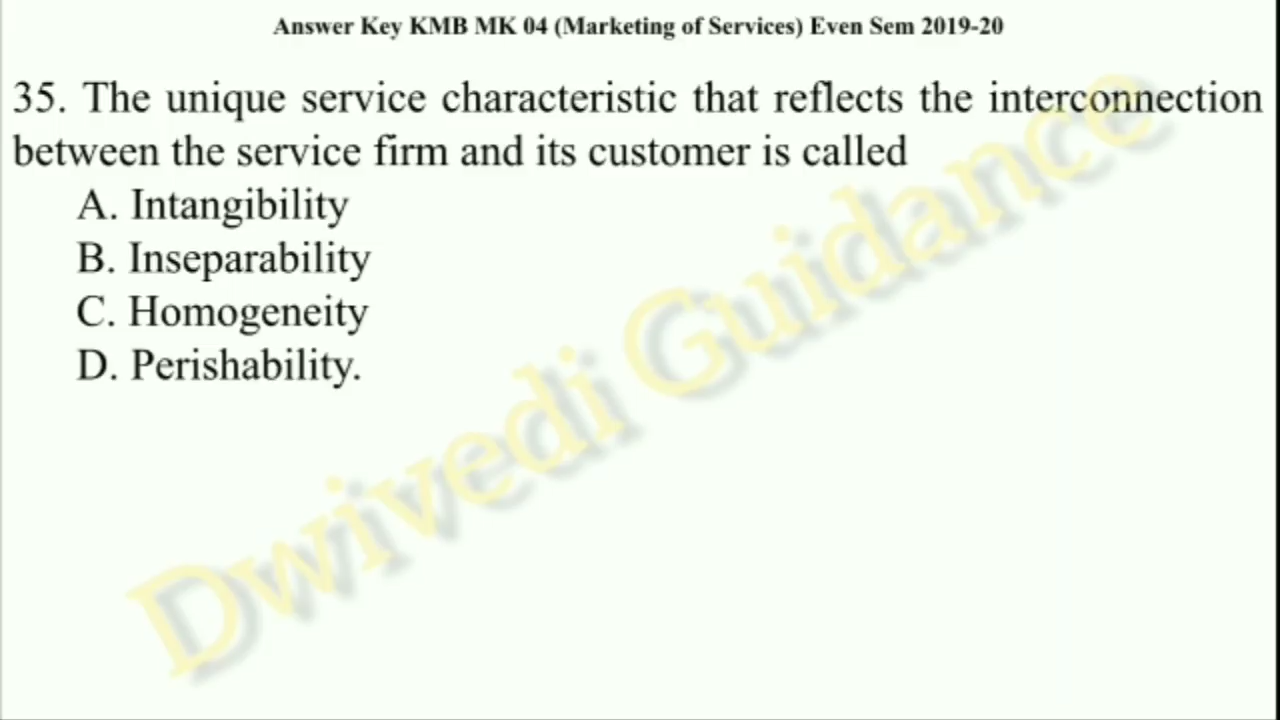 Answer Key KMB MK 04 (Marketing of Services) Even Sem 2019-20
35. The unique service characteristic that reflects the interconnection
between the service firm and its customer is called
A. Intangibility
B. Inseparability
C. Homogeneity
D. Perishability.
Dwivedi Guidance